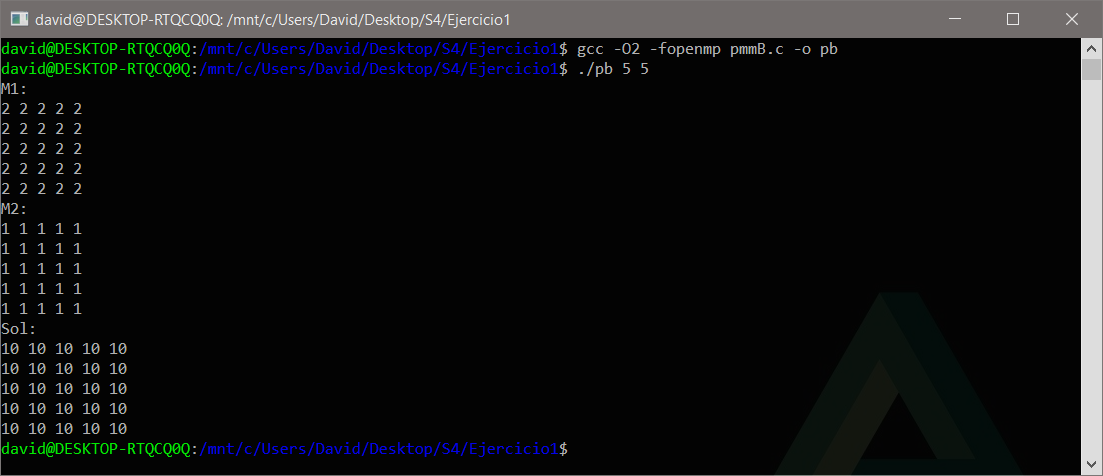 david@DESKTOP-RTQCQ0Q: /mnt/c/Users/David/Desktop/S4/Ejercicio1
david@DESKTOP-RTQCQ0Q:/mnt/c/Users/David/Desktop/S4/Ejercicio1$ gcc -O2 -fopenmp pmmB.c -o pb
david@DESKTOP-RTQCQ0Q:/mnt/c/Users/David/Desktop/S4/Ejercicio1$ ./pb 5 5
M1:
2 2 2 2 2
2 2 2 2 2
2 2 2 2 2
2 2 2 2 2
2 2 2 2 2
M2:
1 1 1 1 1
1 1 1 1 1
1 1 1 1 1
1 1 1 1 1
1 1 1 1 1
Sol:
10 10 10 10 10
10 10 10 10 10
10 10 10 10 10
10 10 10 10 10
10 10 10 10 10
david@DESKTOP-RTQCQ0Q:/mnt/c/Users/David/Desktop/S4/Ejercicio1$